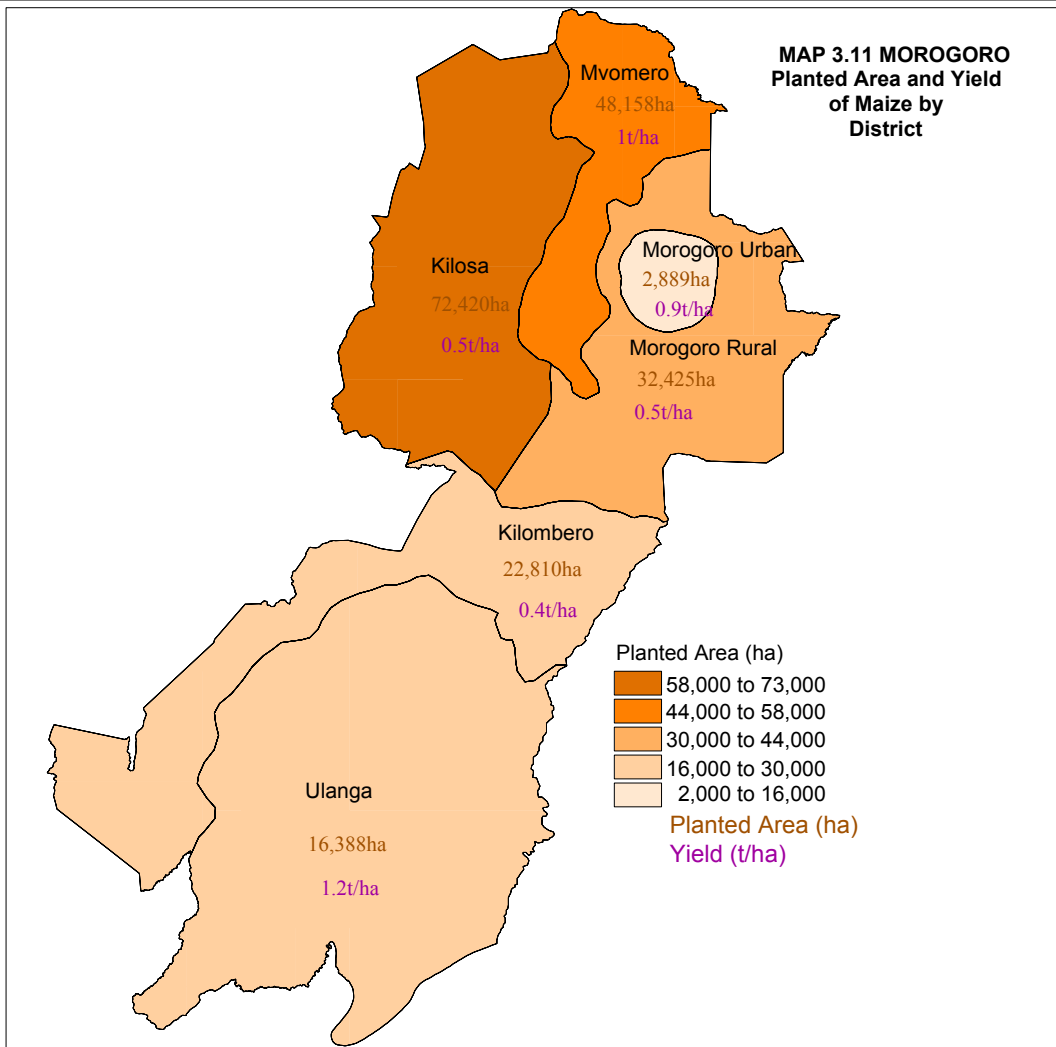 MAP 3.11 MOROGORO
Planted Area and Yield
of Maize by
District
Mvomero
48,158ha
1t/ha
Kilosa
72,420ha
0.5t/ha
Morogoro Urban
2,889ha
0.9t/ha
Morogoro Rural
32,425ha
0.5t/ha
Kilombero
22,810ha
0.4t/ha
Ulanga
16,388ha
1.2t/ha
Planted Area (ha)
58,000 to 73,000
44,000 to 58,000
30,000 to 44,000
16,000 to 30,000
2,000 to 16,000
Planted Area (ha)
Yield (t/ha)